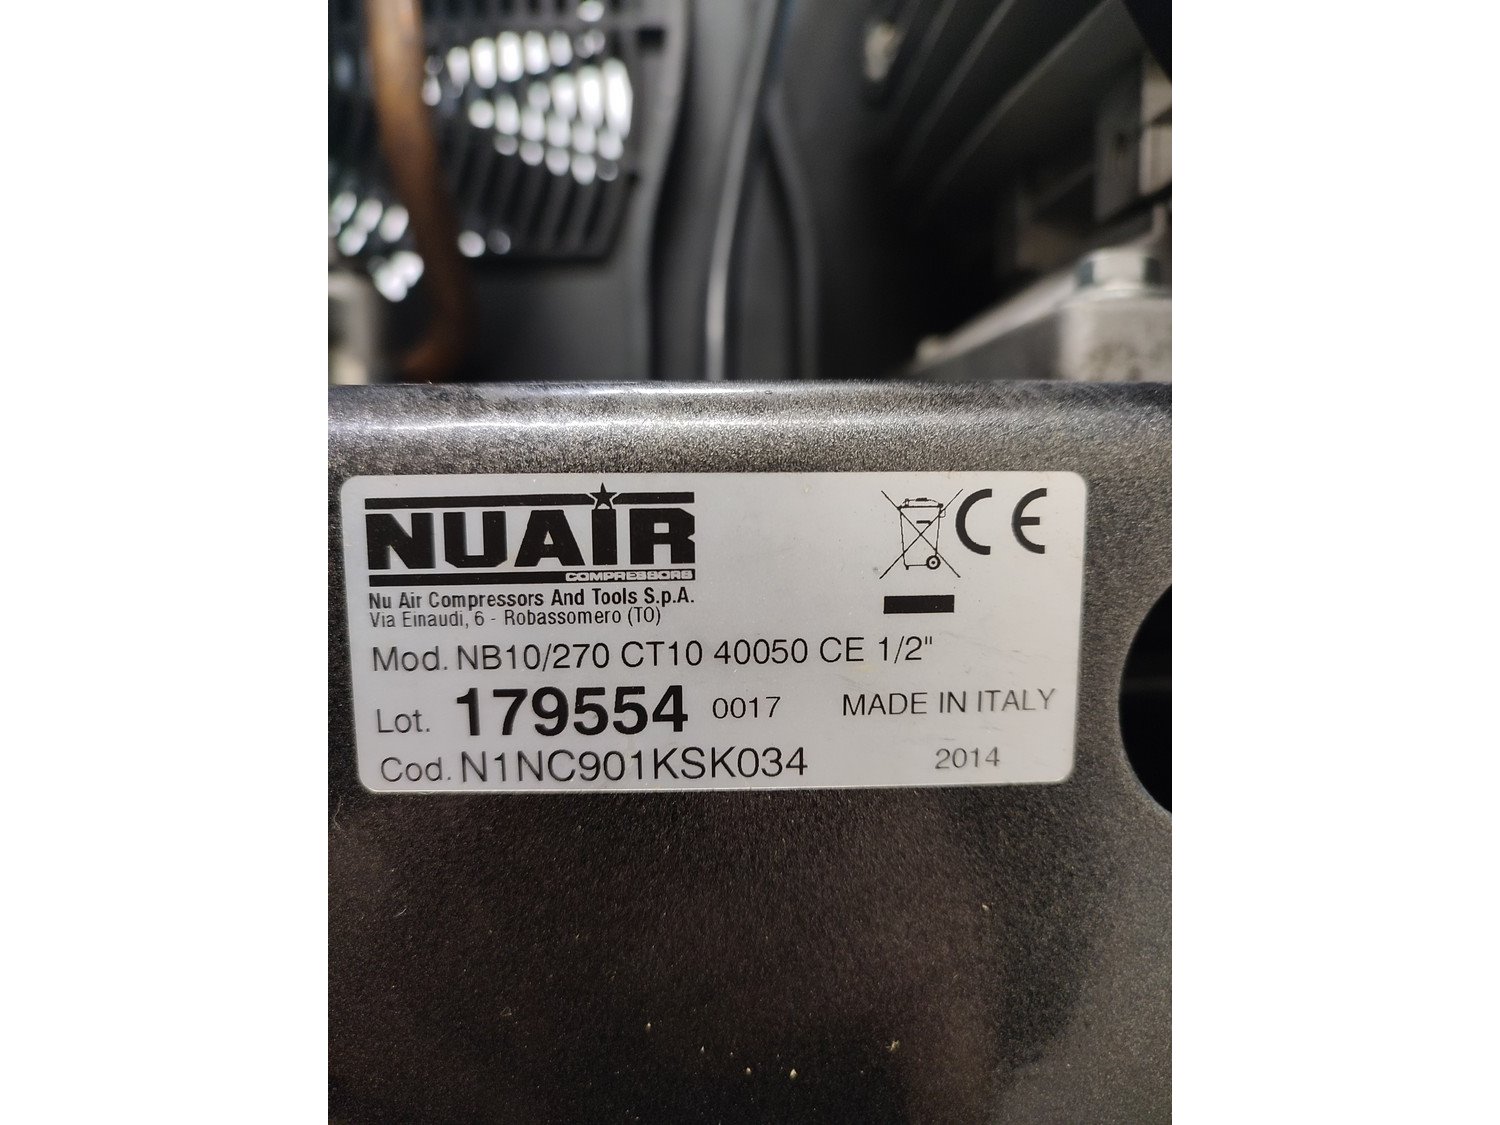 NUAIR
COMPRESSORS
Nu Air Compressors And Tools S.p.A.
Via Einaudi, 6 - Robassomero (TO)
Mod. NB10/270 CT10 40050 CE 1/2"
Lot. 179554 0017 MADE IN ITALY
Cod. N1NC901KSK034 2014
CE